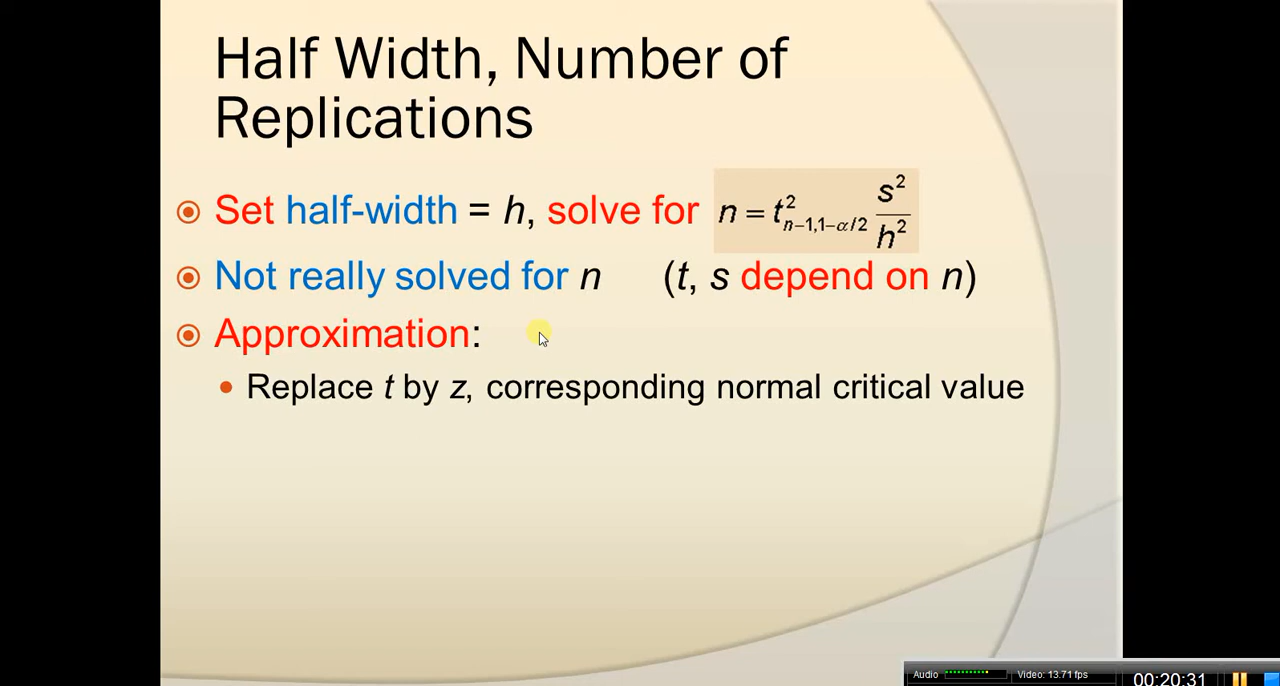 Half Width, Number of
Replications
Set half-width = h, solve for n = t²ₙ₋₁,₁₋α/₂ s²/h²
Not really solved for n (t, s depend on n)
Approximation:
Replace t by z, corresponding normal critical value
Audio Video: 13.71 fps
00:20:31